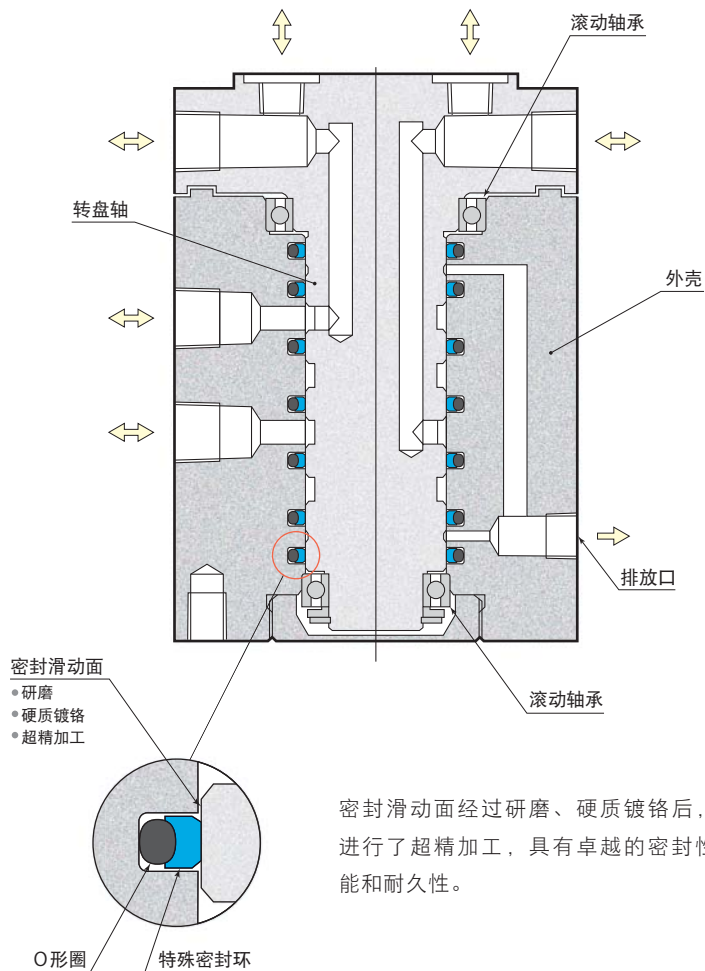 滚动轴承
转盘轴
外壳
排放口
滚动轴承
密封滑动面
●研磨
●硬质镀铬
●超精加工
密封滑动面经过研磨、硬质镀铬后，
进行了超精加工，具有卓越的密封性
能和耐久性。
O形圈
特殊密封环